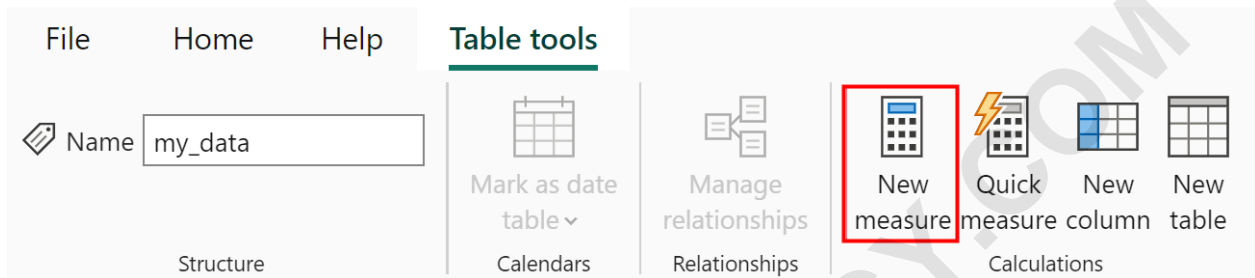 File Home Help Table tools
Name my_data
Mark as date
table
Manage
relationships
New
measure
Quick
measure
New
column
New
table
Structure Calendars Relationships Calculations
Y.COM